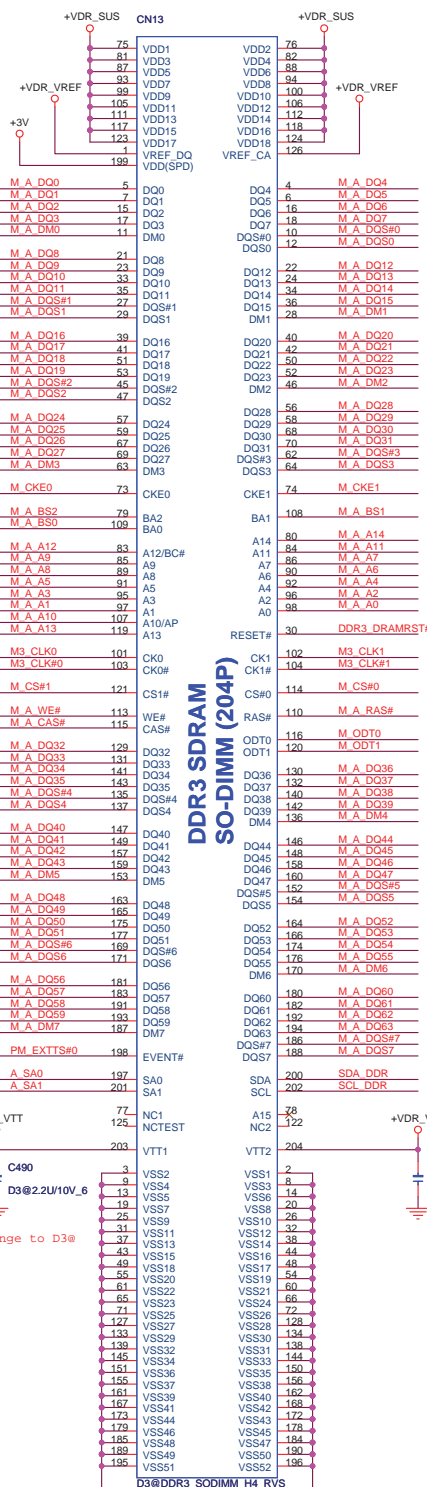 +VDR_SUS CN13 +VDR_SUS
75 VDD1 VDD2 76
81 VDD3 VDD4 82
87 VDD5 VDD6 88
93 VDD7 VDD8 94
99 VDD9 VDD10 100
+VDR_VREF 105 VDD11 VDD12 106 +VDR_VREF
111 VDD13 VDD14 112
117 VDD15 VDD16 118
123 VDD17 VDD18 124
+3V 1 VREF_DQ VREF_CA 126
199 VDD(SPD)
M_A_DQ0 5 DQ0 DQ4 4 M_A_DQ4
M_A_DQ1 7 DQ1 DQ5 6 M_A_DQ5
M_A_DQ2 15 DQ2 DQ6 16 M_A_DQ6
M_A_DQ3 17 DQ3 DQ7 18 M_A_DQ7
M_A_DM0 11 DM0 DQS#0 10 M_A_DQS#0
DQS0 12 M_A_DQS0
M_A_DQ8 21 DQ8
M_A_DQ9 23 DQ9 DQ12 22 M_A_DQ12
M_A_DQ10 33 DQ10 DQ13 24 M_A_DQ13
M_A_DQ11 35 DQ11 DQ14 34 M_A_DQ14
M_A_DQS#1 27 DQS#1 DQ15 36 M_A_DQ15
M_A_DQS1 29 DQS1 DM1 28 M_A_DM1
M_A_DQ16 39 DQ16 DQ20 40 M_A_DQ20
M_A_DQ17 41 DQ17 DQ21 42 M_A_DQ21
M_A_DQ18 51 DQ18 DQ22 50 M_A_DQ22
M_A_DQ19 53 DQ19 DQ23 52 M_A_DQ23
M_A_DQS#2 45 DQS#2 DM2 46 M_A_DM2
M_A_DQS2 47 DQS2
DQ28 56 M_A_DQ28
M_A_DQ24 57 DQ24 DQ29 58 M_A_DQ29
M_A_DQ25 59 DQ25 DQ30 68 M_A_DQ30
M_A_DQ26 67 DQ26 DQ31 70 M_A_DQ31
M_A_DQ27 69 DQ27 DQS#3 62 M_A_DQS#3
M_A_DM3 63 DM3 DQS3 64 M_A_DQS3
M_CKE0 73 CKE0 CKE1 74 M_CKE1
M_A_BS2 79 BA2 BA1 108 M_A_BS1
M_A_BS0 109 BA0
A14 80 M_A_A14
M_A_A12 83 A12/BC# A11 84 M_A_A11
M_A_A9 85 A9 A7 86 M_A_A7
M_A_A8 89 A8 A6 90 M_A_A6
M_A_A5 91 A5 A4 92 M_A_A4
M_A_A3 95 A3 A2 96 M_A_A2
M_A_A1 97 A1 A0 98 M_A_A0
M_A_A10 107 A10/AP
M_A_A13 119 A13 RESET# 30 DDR3_DRAMRST#
M3_CLK0 101 CK0 CK1 102 M3_CLK1
M3_CLK#0 103 CK0# CK1# 104 M3_CLK#1
M_CS#1 121 CS1# CS#0 114 M_CS#0
M_A_WE# 113 WE# RAS# 110 M_A_RAS#
M_A_CAS# 115 CAS#
ODT0 116 M_ODT0
ODT1 120 M_ODT1
DDR3 SDRAM
SO-DIMM (204P)
M_A_DQ32 129 DQ32
M_A_DQ33 131 DQ33 DQ36 130 M_A_DQ36
M_A_DQ34 141 DQ34 DQ37 132 M_A_DQ37
M_A_DQ35 143 DQ35 DQ38 140 M_A_DQ38
M_A_DQS#4 135 DQS#4 DQ39 142 M_A_DQ39
M_A_DQS4 137 DQS4 DM4 136 M_A_DM4
M_A_DQ40 147 DQ40
M_A_DQ41 149 DQ41 DQ44 146 M_A_DQ44
M_A_DQ42 157 DQ42 DQ45 148 M_A_DQ45
M_A_DQ43 159 DQ43 DQ46 158 M_A_DQ46
M_A_DM5 153 DM5 DQ47 160 M_A_DQ47
DQS#5 152 M_A_DQS#5
DQS5 154 M_A_DQS5
M_A_DQ48 163 DQ48
M_A_DQ49 165 DQ49
M_A_DQ50 175 DQ50 DQ52 164 M_A_DQ52
M_A_DQ51 177 DQ51 DQ53 166 M_A_DQ53
M_A_DQS#6 169 DQS#6 DQ54 174 M_A_DQ54
M_A_DQS6 171 DQS6 DQ55 176 M_A_DQ55
DM6 170 M_A_DM6
M_A_DQ56 181 DQ56
M_A_DQ57 183 DQ57 DQ60 180 M_A_DQ60
M_A_DQ58 191 DQ58 DQ61 182 M_A_DQ61
M_A_DQ59 193 DQ59 DQ62 192 M_A_DQ62
M_A_DM7 187 DM7 DQ63 194 M_A_DQ63
DQS#7 186 M_A_DQS#7
PM_EXTTS#0 198 EVENT# DQS7 188 M_A_DQS7
A_SA0 197 SA0 SDA 200 SDA_DDR
A_SA1 201 SA1 SCL 202 SCL_DDR
77 NC1 A15 78
_VTT 125 NCTEST NC2 122 +VDR_V
203 VTT1 VTT2 204
C490
D3@2.2U/10V_6
nge to D3@
3 VSS2 VSS1 2
9 VSS4 VSS3 8
13 VSS5 VSS6 14
19 VSS7 VSS8 20
25 VSS9 VSS10 26
31 VSS11 VSS12 32
37 VSS13 VSS14 38
43 VSS15 VSS16 44
49 VSS18 VSS17 48
55 VSS20 VSS19 54
61 VSS22 VSS21 60
65 VSS23 VSS24 66
71 VSS25 VSS26 72
127 VSS27 VSS28 128
133 VSS29 VSS30 134
139 VSS32 VSS31 138
145 VSS34 VSS33 144
151 VSS36 VSS35 150
155 VSS37 VSS38 156
161 VSS39 VSS40 162
167 VSS41 VSS42 168
173 VSS44 VSS43 172
179 VSS46 VSS45 178
185 VSS48 VSS47 184
189 VSS49 VSS50 190
195 VSS51 VSS52 196
D3@DDR3_SODIMM_H4_RVS